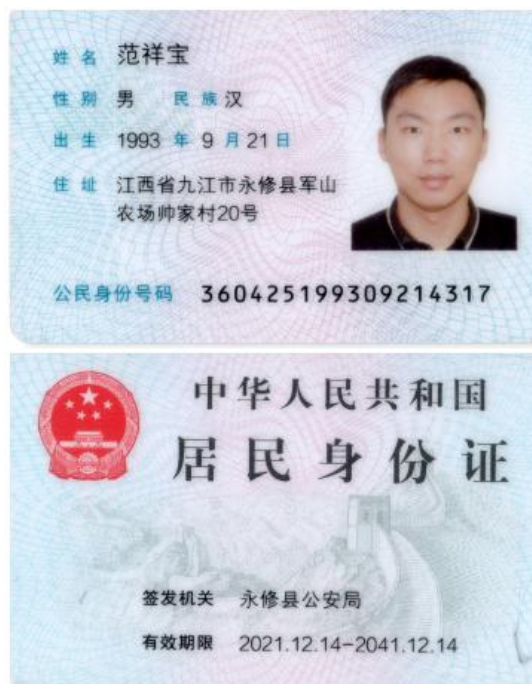 姓名 范祥宝
性别 男 民族 汉
出生 1993 年 9 月 21 日
住址 江西省九江市永修县军山
农场帅家村20号
公民身份号码 360425199309214317
中华人民共和国
居民身份证
签发机关 永修县公安局
有效期限 2021.12.14-2041.12.14